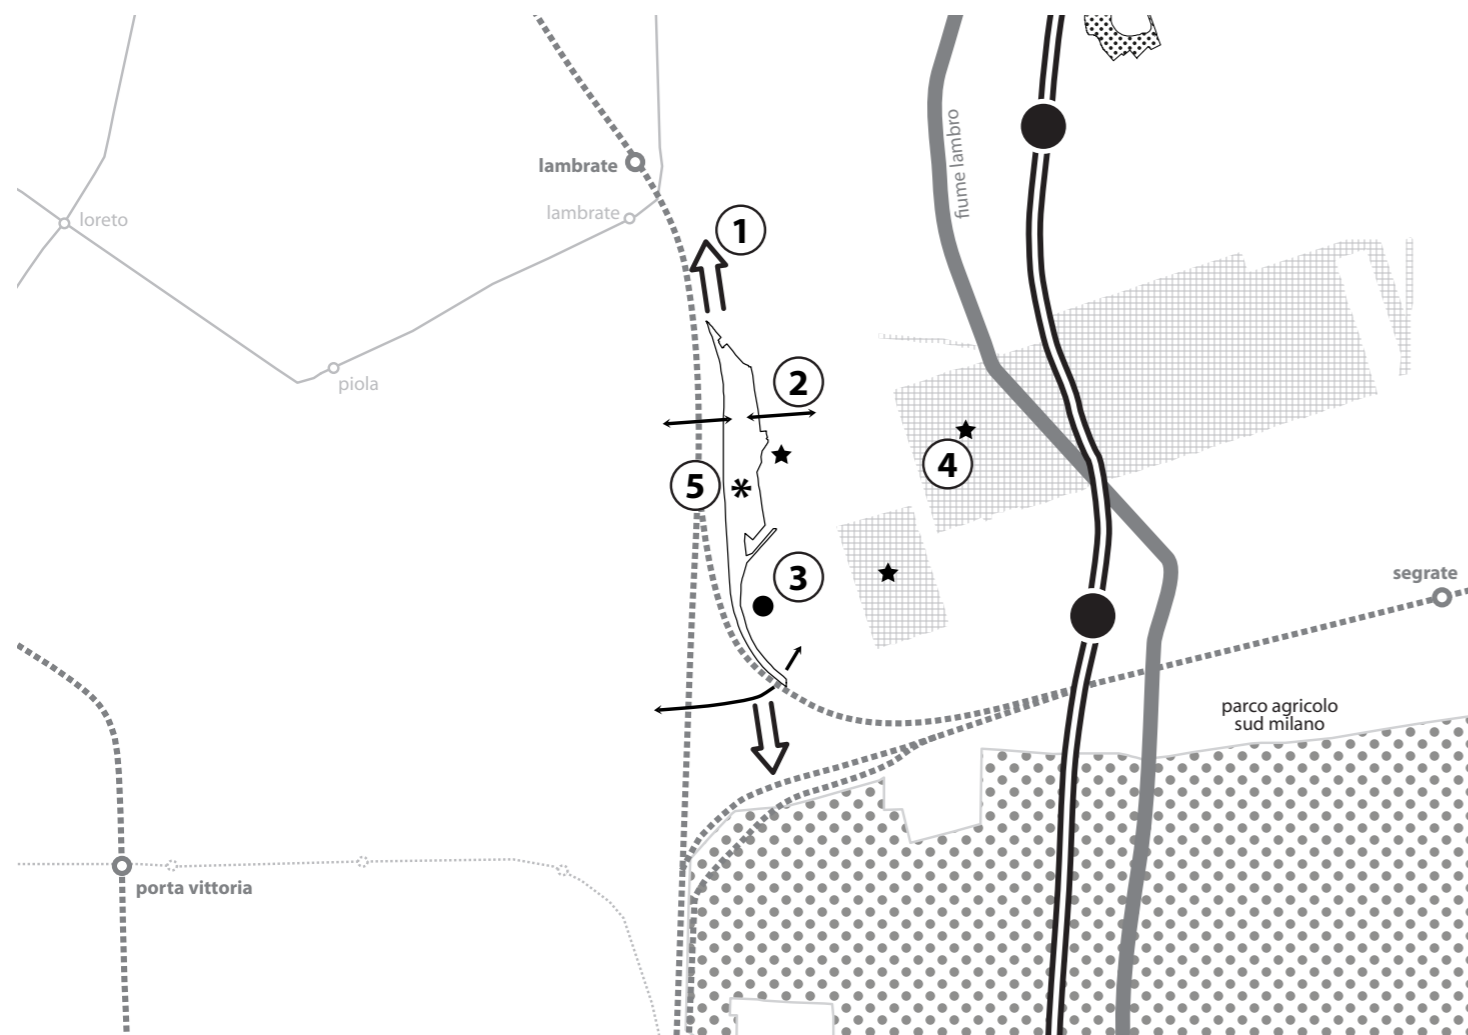 fiume lambro
lambrate
lambrate
loreto
1
piola
2
4
5
3
segrate
parco agricolo
sud milano
porta vittoria